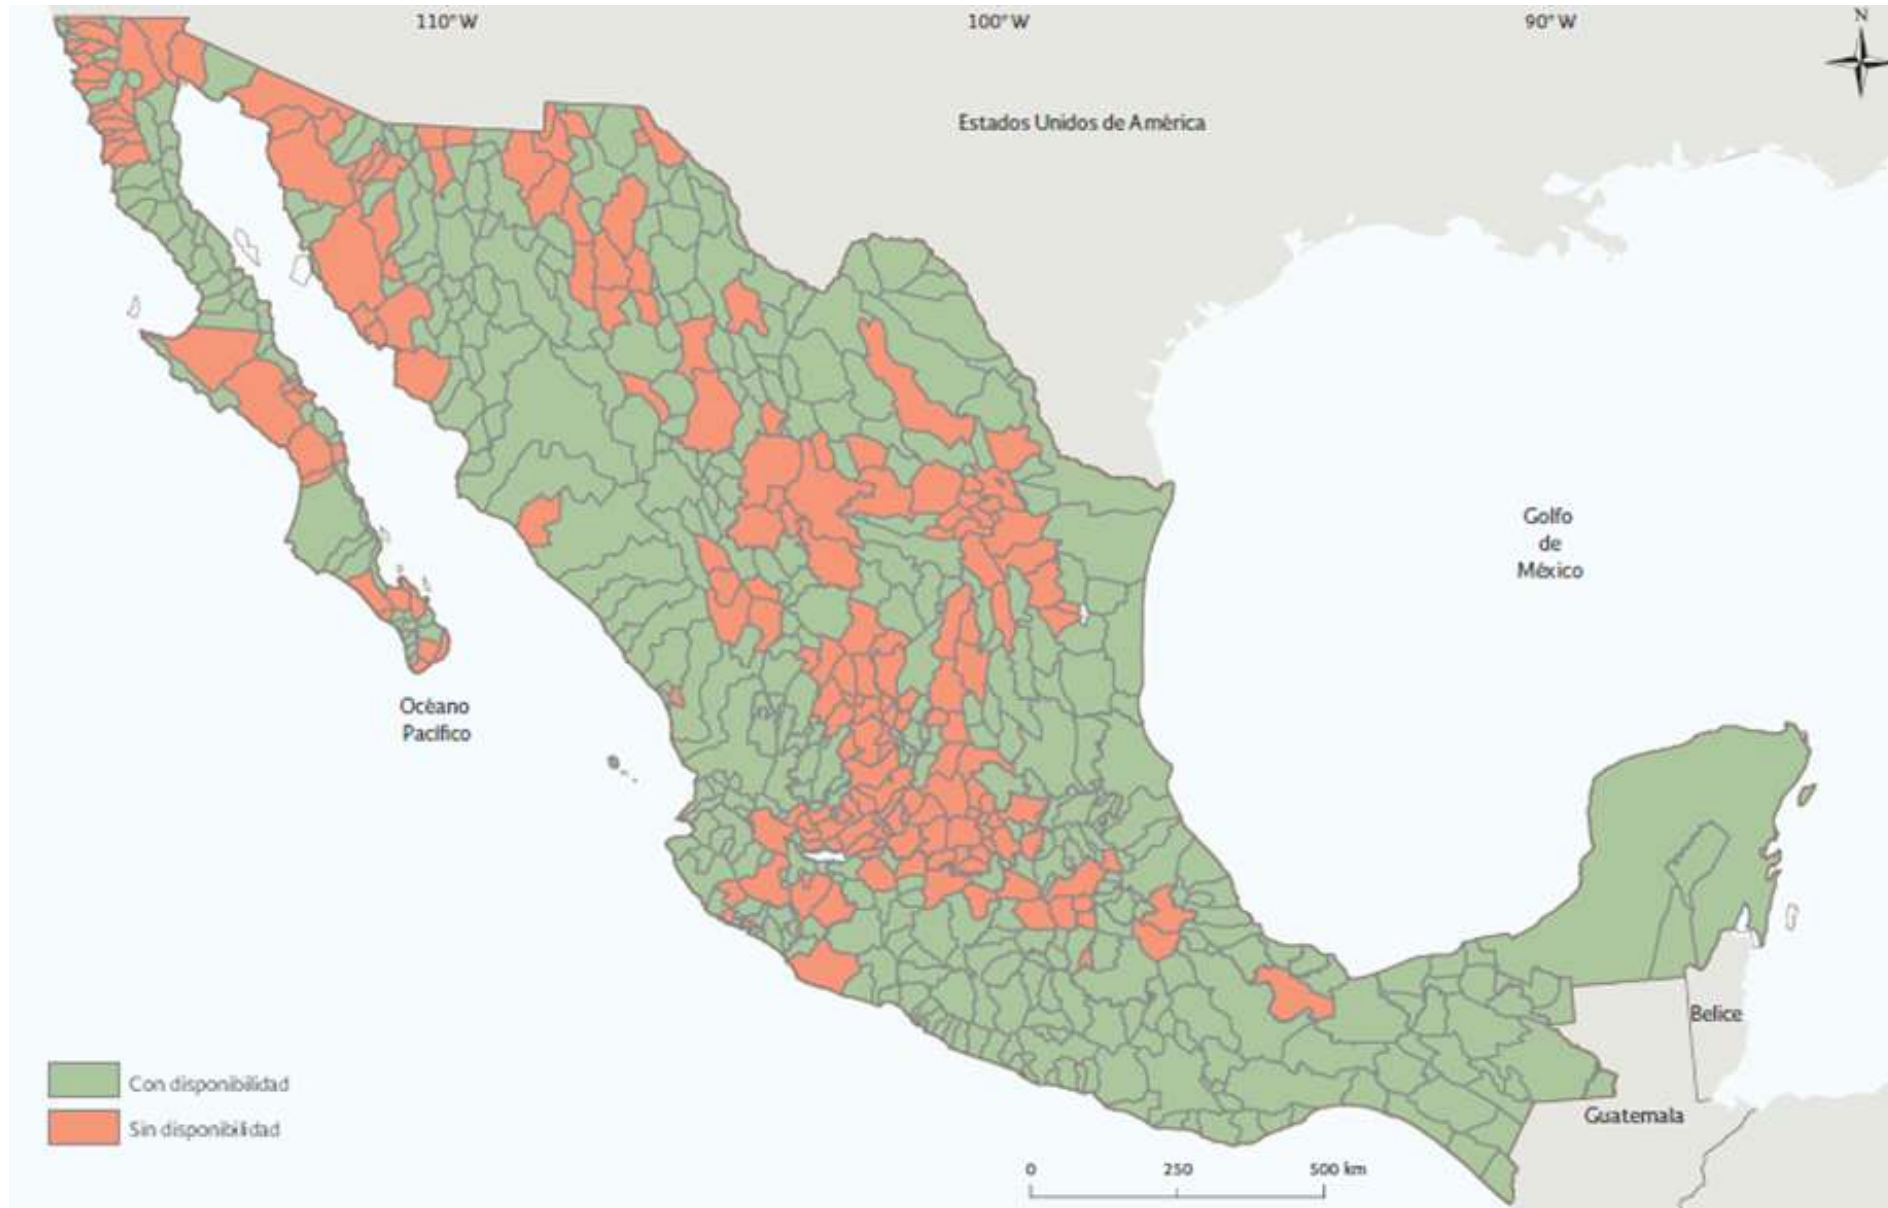 110° W
100° W
90° W
N
Estados Unidos de América
Golfo
de
México
Océano
Pacífico
Belice
Guatemala
Con disponibilidad
Sin disponibilidad
0
250
500 km